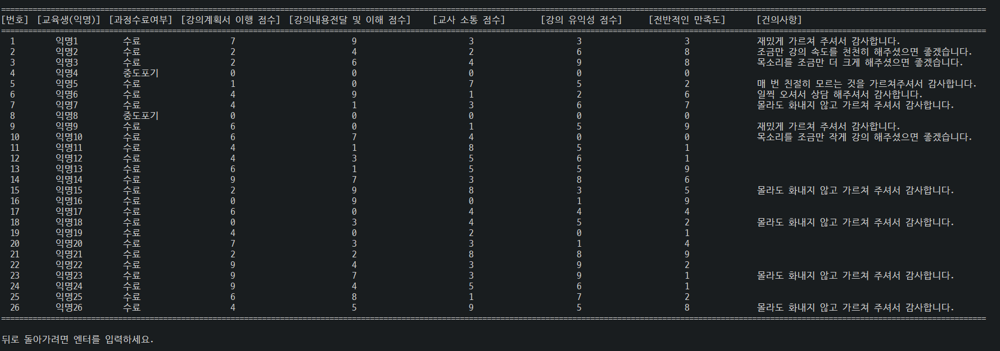 [번호] [교육생(익명)] [과정수료여부] [강의계획서 이행 점수] [강의내용전달 및 이해 점수] [교사 소통 점수] [강의 유익성 점수] [전반적인 만족도] [건의사항]
1 익명1 수료 7 9 3 3 3 재밌게 가르쳐 주셔서 감사합니다.
2 익명2 수료 2 4 2 6 8 조금만 강의 속도를 천천히 해주셨으면 좋겠습니다.
3 익명3 수료 2 6 4 9 8 목소리를 조금만 더 크게 해주셨으면 좋겠습니다.
4 익명4 중도포기 0 0 0 0 0
5 익명5 수료 1 0 7 5 2 매 번 친절히 모르는 것을 가르쳐주셔서 감사합니다.
6 익명6 수료 4 9 1 2 6 일찍 오셔서 상담 해주셔서 감사합니다.
7 익명7 수료 4 1 3 6 7 몰라도 화내지 않고 가르쳐 주셔서 감사합니다.
8 익명8 중도포기 0 0 0 0 0
9 익명9 수료 6 0 1 5 9 재밌게 가르쳐 주셔서 감사합니다.
10 익명10 수료 6 7 4 0 0 목소리를 조금만 작게 강의 해주셨으면 좋겠습니다.
11 익명11 수료 4 1 8 5 1
12 익명12 수료 4 3 5 6 1
13 익명13 수료 6 1 5 5 9
14 익명14 수료 9 7 3 8 6
15 익명15 수료 2 9 8 3 5 몰라도 화내지 않고 가르쳐 주셔서 감사합니다.
16 익명16 수료 0 9 0 1 9
17 익명17 수료 6 0 4 4 4
18 익명18 수료 0 3 4 5 2 몰라도 화내지 않고 가르쳐 주셔서 감사합니다.
19 익명19 수료 4 0 2 0 1
20 익명20 수료 7 3 3 1 4
21 익명21 수료 2 2 8 8 9
22 익명22 수료 9 4 3 9 2
23 익명23 수료 9 7 3 9 1 몰라도 화내지 않고 가르쳐 주셔서 감사합니다.
24 익명24 수료 9 4 5 6 1
25 익명25 수료 6 8 1 7 2
26 익명26 수료 4 5 9 5 8 몰라도 화내지 않고 가르쳐 주셔서 감사합니다.
뒤로 돌아가려면 엔터를 입력하세요.